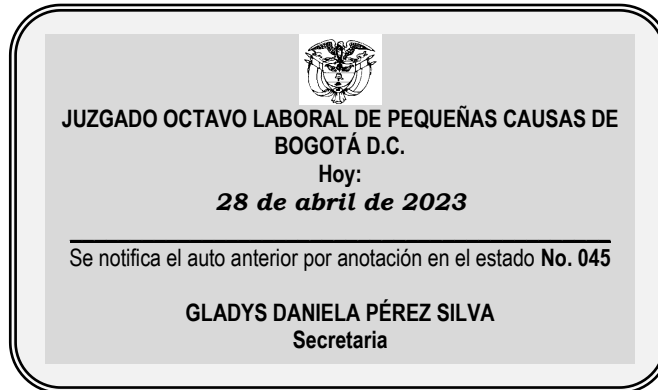 JUZGADO OCTAVO LABORAL DE PEQUEÑAS CAUSAS DE
BOGOTÁ D.C.
Hoy:
28 de abril de 2023
Se notifica el auto anterior por anotación en el estado No. 045
GLADYS DANIELA PÉREZ SILVA
Secretaria